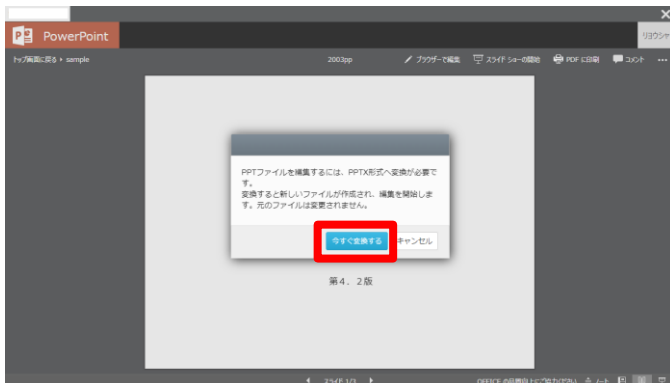 PowerPoint
トップ画面に戻る sample
2003pp
ブラウザーで編集
スライド ショーの開始
PDF に印刷
コメント
PPTファイルを編集するには、PPTX形式へ変換が必要で
す。
変換すると新しいファイルが作成され、編集を開始しま
す。元のファイルは変更されません。
今すぐ変換する
キャンセル
第4．2版
スライド 1/3
ノート